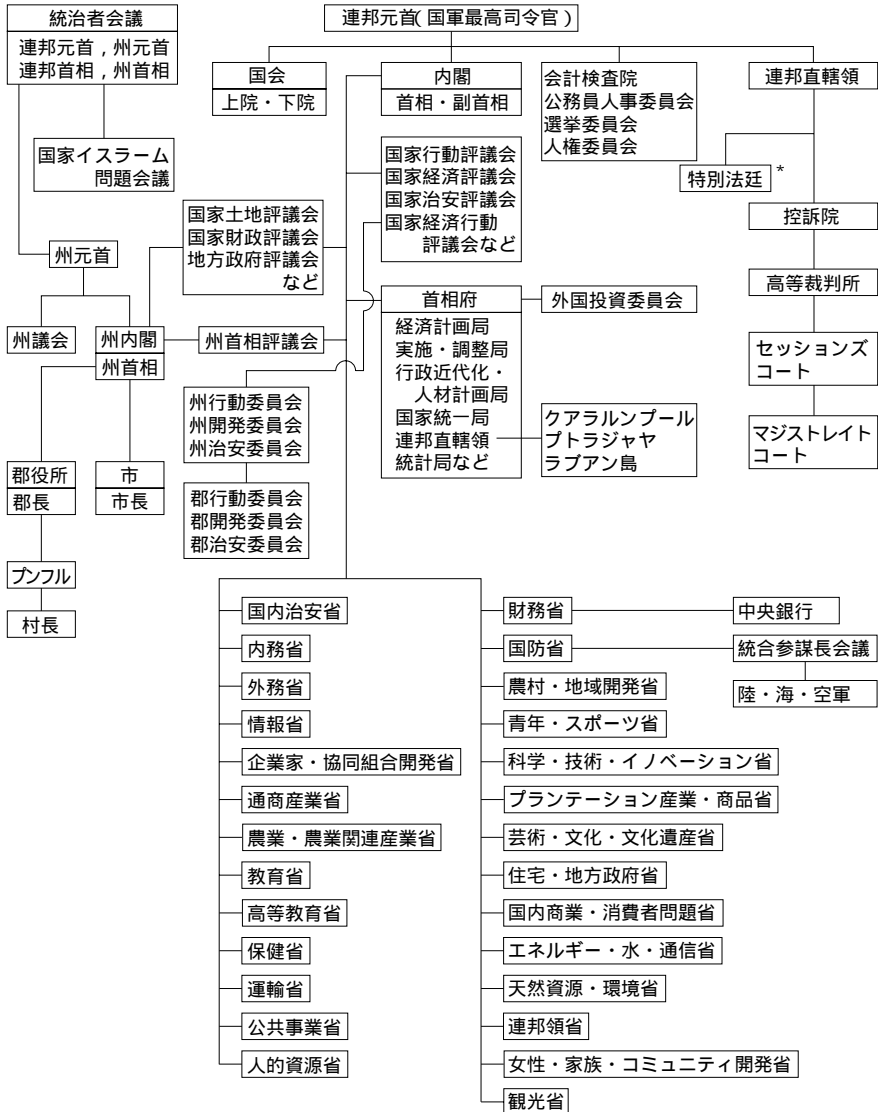 統治者会議
連邦元首，州元首
連邦首相，州首相
国家イスラーム
問題会議
連邦元首(国軍最高司令官)
国会
上院・下院
内閣
首相・副首相
会計検査院
公務員人事委員会
選挙委員会
人権委員会
連邦直轄領
特別法廷*
控訴院
高等裁判所
セッションズ
コート
マジストレイト
コート
国家行動評議会
国家経済評議会
国家治安評議会
国家経済行動
評議会など
国家土地評議会
国家財政評議会
地方政府評議会
など
州元首
州議会
州内閣
州首相
州首相評議会
首相府
経済計画局
実施・調整局
行政近代化・
人材計画局
国家統一局
連邦直轄領
統計局など
外国投資委員会
クアラルンプール
プトラジャヤ
ラブアン島
州行動委員会
州開発委員会
州治安委員会
郡行動委員会
郡開発委員会
郡治安委員会
郡役所
郡長
市
市長
プンフル
村長
国内治安省
内務省
外務省
情報省
企業家・協同組合開発省
通商産業省
農業・農業関連産業省
教育省
高等教育省
保健省
運輸省
公共事業省
人的資源省
財務省
中央銀行
国防省
統合参謀長会議
陸・海・空軍
農村・地域開発省
青年・スポーツ省
科学・技術・イノベーション省
プランテーション産業・商品省
芸術・文化・文化遺産省
住宅・地方政府省
国内商業・消費者問題省
エネルギー・水・通信省
天然資源・環境省
連邦領省
女性・家族・コミュニティ開発省
観光省